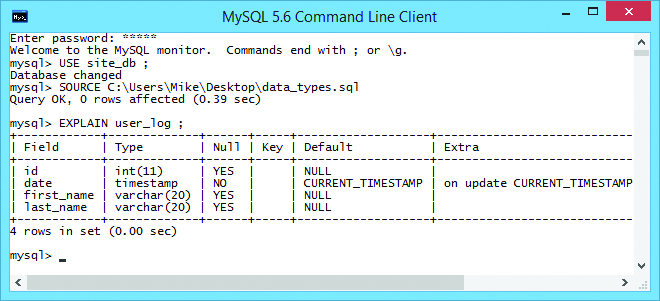 MySQL 5.6 Command Line Client
Enter password: *****
Welcome to the MySQL monitor.  Commands end with ; or \g.
mysql> USE site_db ;
Database changed
mysql> SOURCE C:\Users\Mike\Desktop\data_types.sql
Query OK, 0 rows affected (0.39 sec)
mysql> EXPLAIN user_log ;
+------------+-------------+------+-----+-------------------+----------------------------
| Field      | Type        | Null | Key | Default           | Extra
+------------+-------------+------+-----+-------------------+----------------------------
| id         | int(11)     | YES  |     | NULL              |
| date       | timestamp   | NO   |     | CURRENT_TIMESTAMP | on update CURRENT_TIMESTAMP
| first_name | varchar(20) | YES  |     | NULL              |
| last_name  | varchar(20) | YES  |     | NULL              |
+------------+-------------+------+-----+-------------------+----------------------------
4 rows in set (0.00 sec)
mysql> _